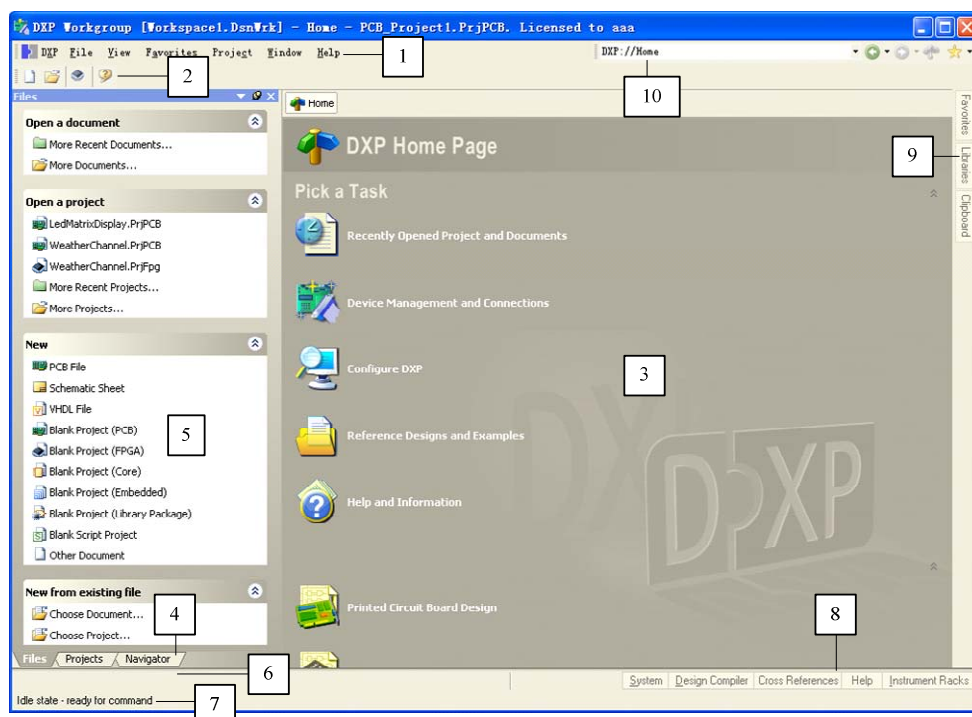 DXP Workgroup [Workspace1.DsnWrk] - Home - PCB_Project1.PrjPCB. Licensed to aaa
DXP File View Favorites Project Window Help
1
DXP://Home
2
10
Files
Home
Favorites
Open a document
More Recent Documents...
More Documents...
DXP Home Page
9
Libraries
Pick a Task
Clipboard
Open a project
LedMatrixDisplay.PrjPCB
WeatherChannel.PrjPCB
WeatherChannel.PrjFpg
More Recent Projects...
More Projects...
Recently Opened Project and Documents
Device Management and Connections
New
PCB File
Schematic Sheet
VHDL File
Blank Project (PCB)
Blank Project (FPGA)
Blank Project (Core)
Blank Project (Embedded)
Blank Project (Library Package)
Blank Script Project
Other Document
5
Configure DXP
3
Reference Designs and Examples
Help and Information
DXP
DXP
New from existing file
Choose Document...
Choose Project...
4
Printed Circuit Board Design
8
Files Projects Navigator
6
System Design Compiler Cross References Help Instrument Racks
Idle state - ready for command
7